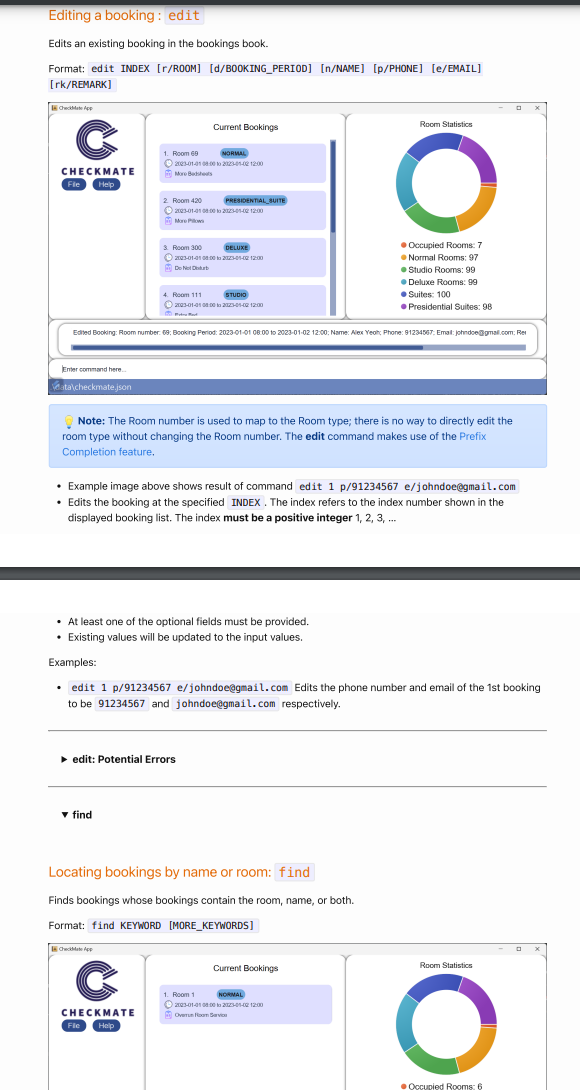 Editing a booking : edit
Edits an existing booking in the bookings book.
Format: edit INDEX [r/ROOM] [d/BOOKING_PERIOD] [n/NAME] [p/PHONE] [e/EMAIL]
[rk/REMARK]
CheckMate App
CHECKMATE
File Help
Current Bookings
1. Room 69 NORMAL
2023-01-01 08:00 to 2023-01-02 12:00
More Bedsheets
2. Room 420 PRESIDENTIAL_SUITE
2023-01-01 08:00 to 2023-01-02 12:00
More Pillows
3. Room 300 DELUXE
2023-01-01 08:00 to 2023-01-02 12:00
Do Not Disturb
4. Room 111 STUDIO
2023-01-01 08:00 to 2023-01-02 12:00
Extra Bed
Room Statistics
Occupied Rooms: 7
Normal Rooms: 97
Studio Rooms: 99
Deluxe Rooms: 99
Suites: 100
Presidential Suites: 98
Edited Booking: Room number: 69; Booking Period: 2023-01-01 08:00 to 2023-01-02 12:00; Name: Alex Yeoh; Phone: 91234567; Email: johndoe@gmail.com; Re
Enter command here...
\data\checkmate.json
Note: The Room number is used to map to the Room type; there is no way to directly edit the
room type without changing the Room number. The edit command makes use of the Prefix
Completion feature.
• Example image above shows result of command edit 1 p/91234567 e/johndoe@gmail.com
• Edits the booking at the specified INDEX. The index refers to the index number shown in the
displayed booking list. The index must be a positive integer 1, 2, 3, …
• At least one of the optional fields must be provided.
• Existing values will be updated to the input values.
Examples:
• edit 1 p/91234567 e/johndoe@gmail.com Edits the phone number and email of the 1st booking
to be 91234567 and johndoe@gmail.com respectively.
▶ edit: Potential Errors
▼ find
Locating bookings by name or room: find
Finds bookings whose bookings contain the room, name, or both.
Format: find KEYWORD [MORE_KEYWORDS]
CheckMate App
CHECKMATE
File Help
Current Bookings
1. Room 1 NORMAL
2023-01-01 08:00 to 2023-01-02 12:00
Overrun Room Service
Room Statistics
Occupied Rooms: 6